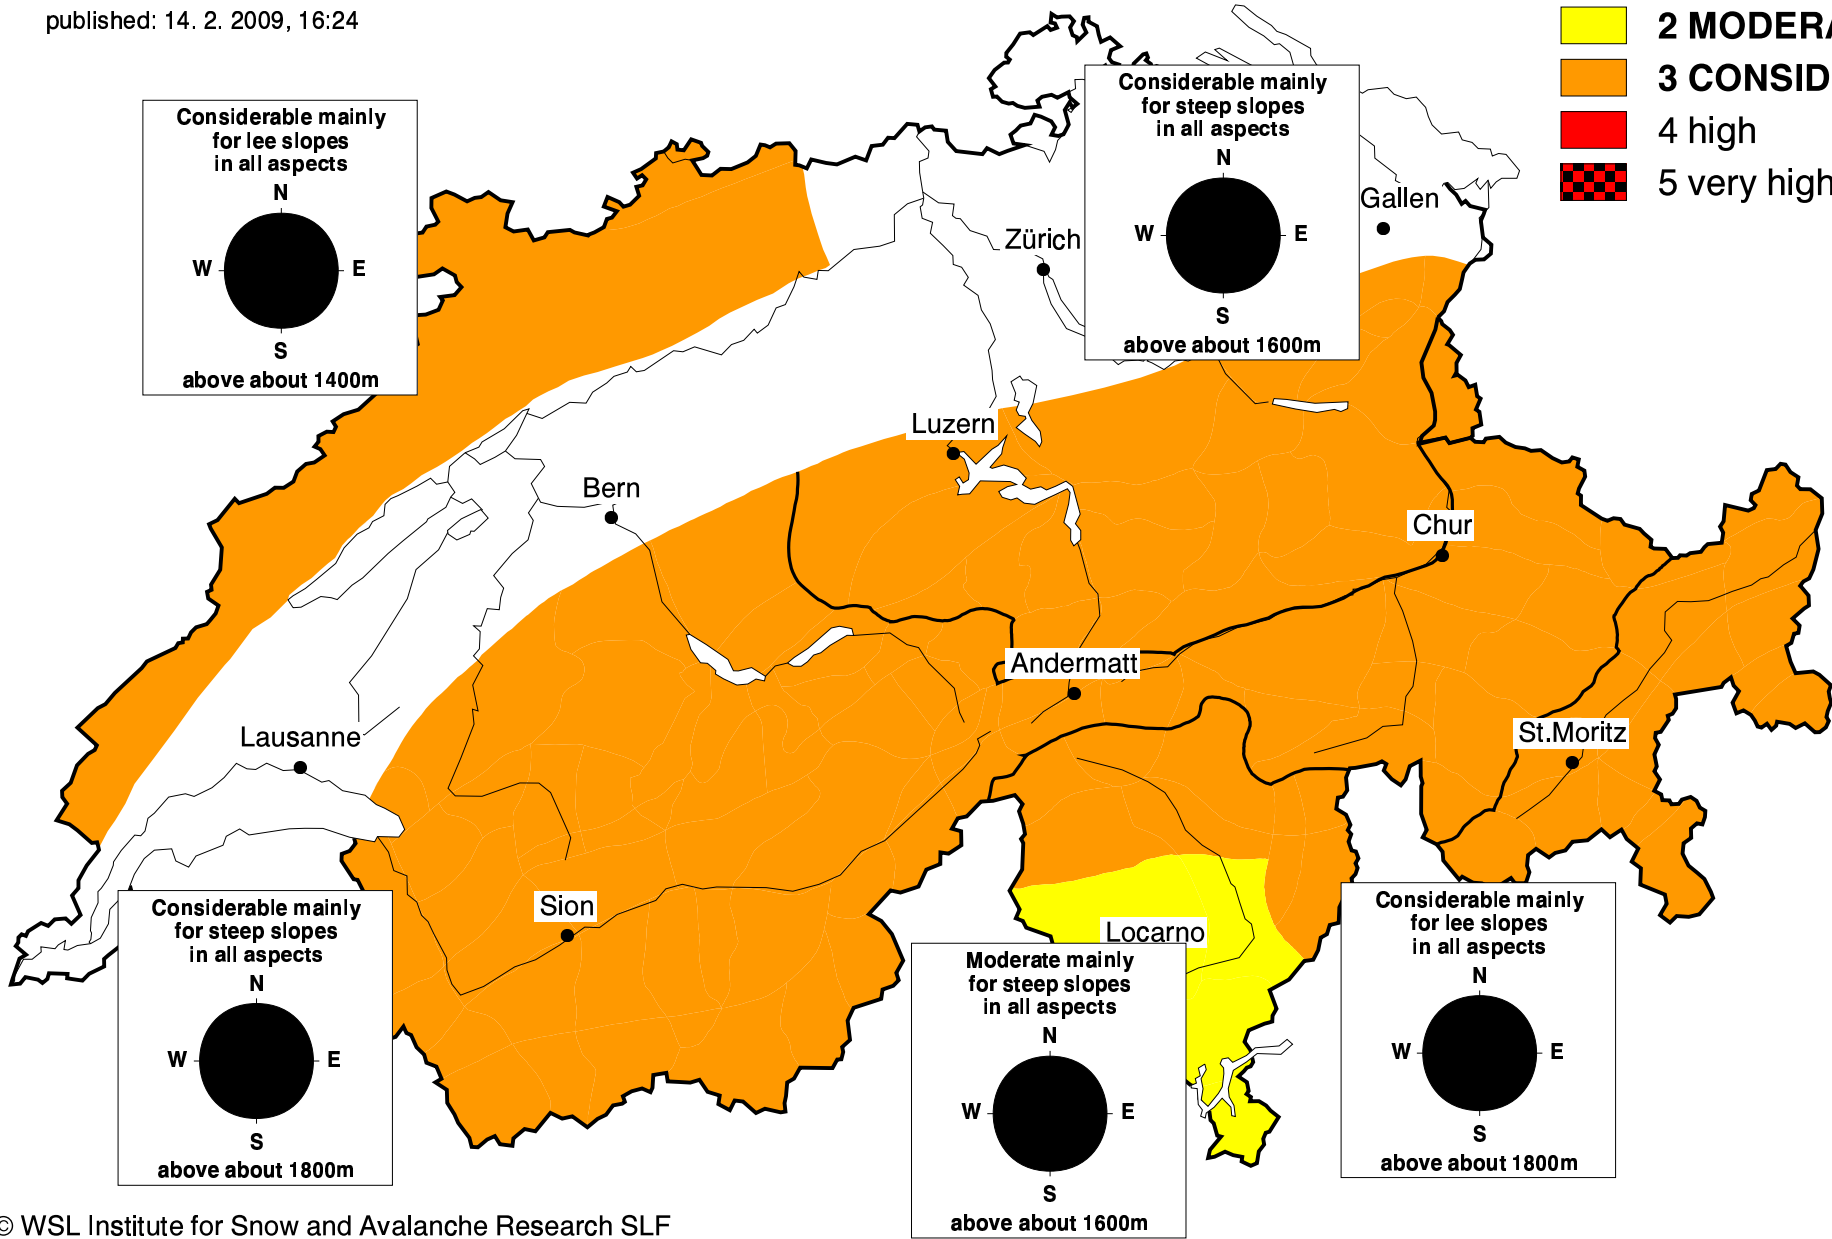 published: 14. 2. 2009, 16:24
2 MODERA
3 CONSID
4 high
5 very high
Considerable mainly
for lee slopes
in all aspects
N
W
E
S
above about 1400m
Considerable mainly
for steep slopes
in all aspects
N
W
E
S
above about 1600m
Gallen
Zürich
Luzern
Bern
Chur
Andermatt
St.Moritz
Lausanne
Sion
Locarno
Considerable mainly
for steep slopes
in all aspects
N
W
E
S
above about 1800m
Moderate mainly
for steep slopes
in all aspects
N
W
E
S
above about 1600m
Considerable mainly
for lee slopes
in all aspects
N
W
E
S
above about 1800m
© WSL Institute for Snow and Avalanche Research SLF